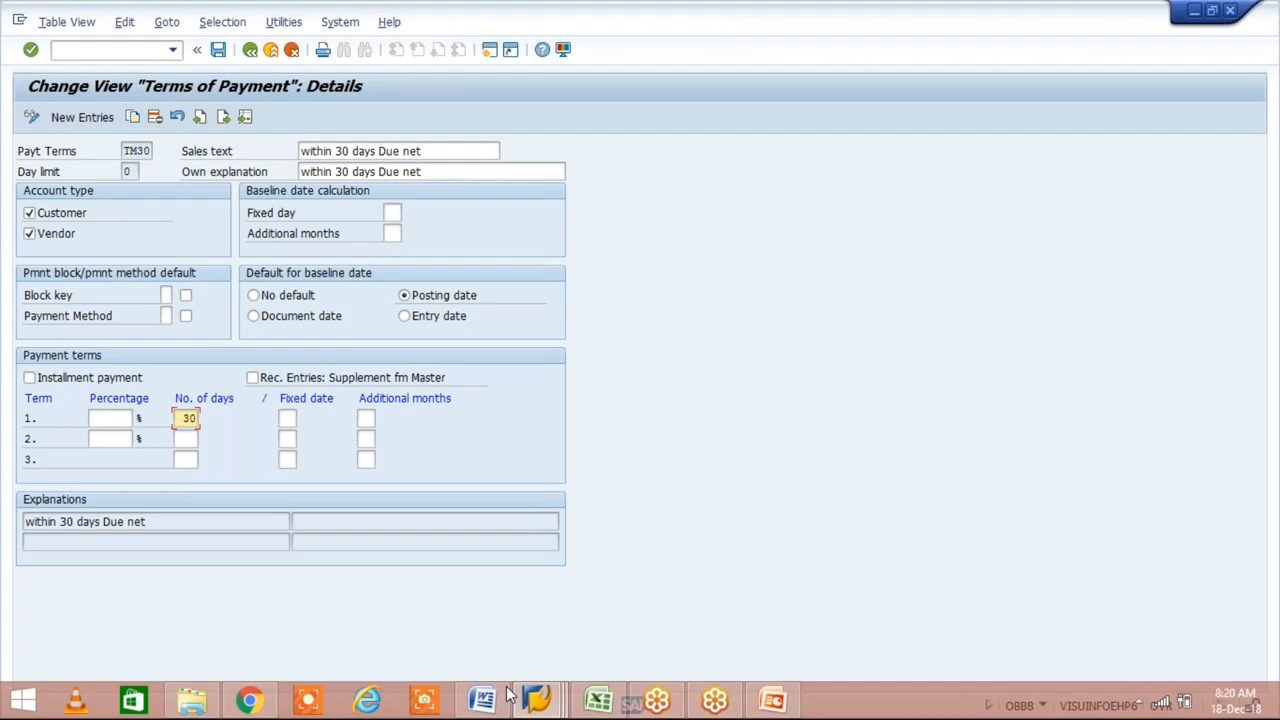 Table View Edit Goto Selection Utilities System Help
Change View "Terms of Payment": Details
New Entries
Payt Terms TM30 Sales text within 30 days Due net
Day limit 0 Own explanation within 30 days Due net
Account type Baseline date calculation
Customer Fixed day
Vendor Additional months
Pmnt block/pmnt method default Default for baseline date
Block key No default Posting date
Payment Method Document date Entry date
Payment terms
Installment payment Rec. Entries: Supplement fm Master
Term Percentage No. of days / Fixed date Additional months
1. % 30
2. %
3.
Explanations
within 30 days Due net
8:20 AM
OBB8 VISUINFOEHP6
18-Dec-18